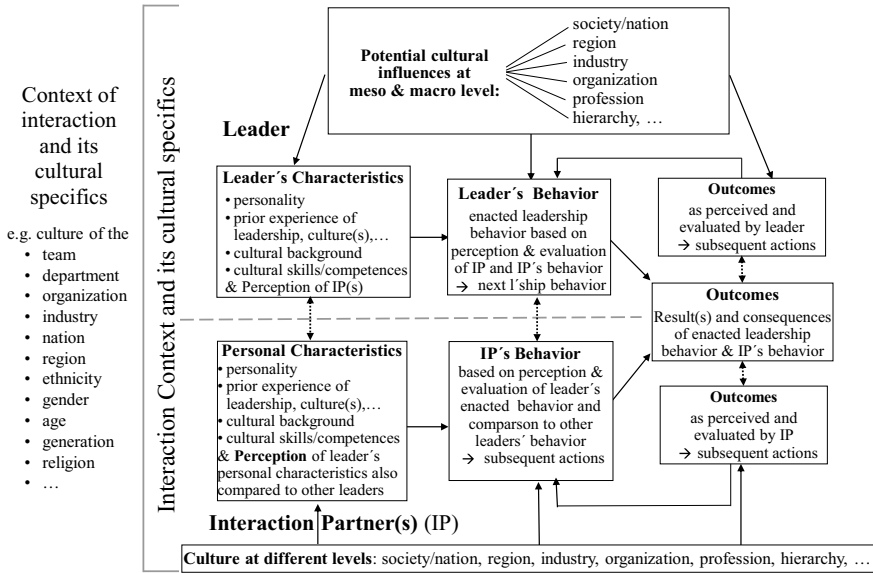 Context of
interaction
and its
cultural
specifics
e.g. culture of the
• team
• department
• organization
• industry
• nation
• region
• ethnicity
• gender
• age
• generation
• religion
• …
Interaction Context and its cultural specifics
Potential cultural
influences at
meso & macro level:
society/nation
region
industry
organization
profession
hierarchy, …
Leader
Leader´s Characteristics
• personality
• prior experience of
leadership, culture(s),…
• cultural background
• cultural skills/competences
& Perception of IP(s)
Leader´s Behavior
enacted leadership
behavior based on
perception & evaluation
of IP and IP´s behavior
→ next l´ship behavior
Outcomes
as perceived and
evaluated by leader
→ subsequent actions
Outcomes
Result(s) and consequences
of enacted leadership
behavior & IP´s behavior
Personal Characteristics
• personality
• prior experience of
leadership, culture(s),…
• cultural background
• cultural skills/competences
& Perception of leader´s
personal characteristics also
compared to other leaders
IP´s Behavior
based on perception &
evaluation of leader´s
enacted behavior and
comparison to other
leaders´ behavior
→ subsequent actions
Outcomes
as perceived and
evaluated by IP
→ subsequent actions
Interaction Partner(s) (IP)
Culture at different levels: society/nation, region, industry, organization, profession, hierarchy, …